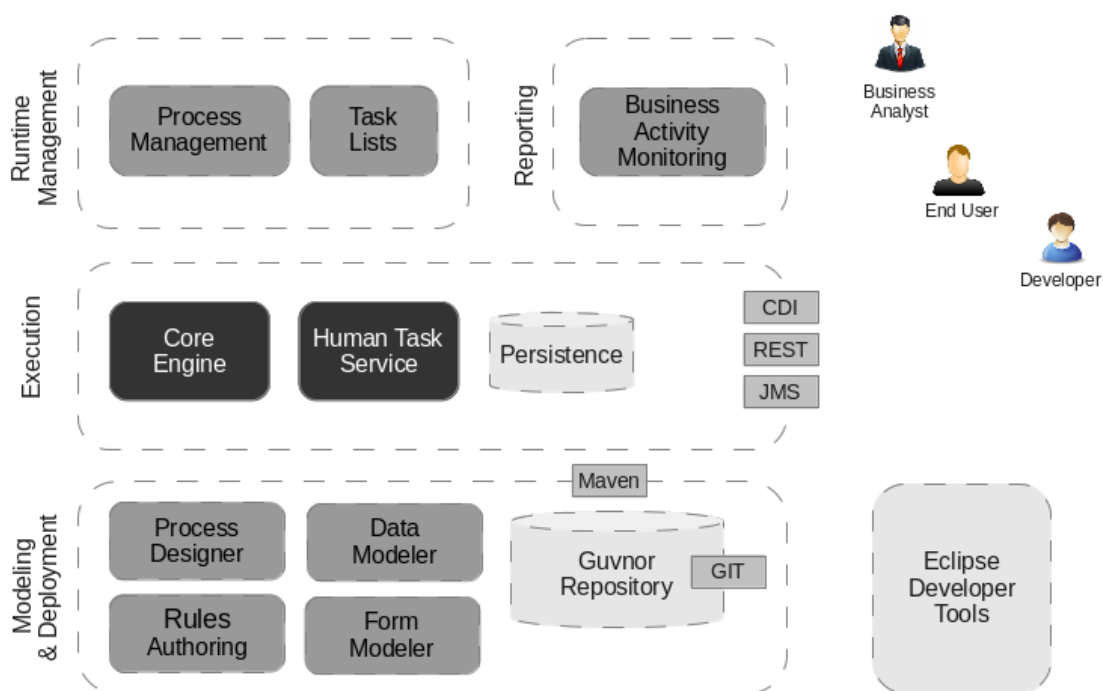 Runtime
Management
Process
Management
Task
Lists
Reporting
Business
Activity
Monitoring
Business
Analyst
End User
Developer
Execution
Core
Engine
Human Task
Service
Persistence
CDI
REST
JMS
Modeling
& Deployment
Process
Designer
Data
Modeler
Rules
Authoring
Form
Modeler
Maven
Guvnor
Repository
GIT
Eclipse
Developer
Tools